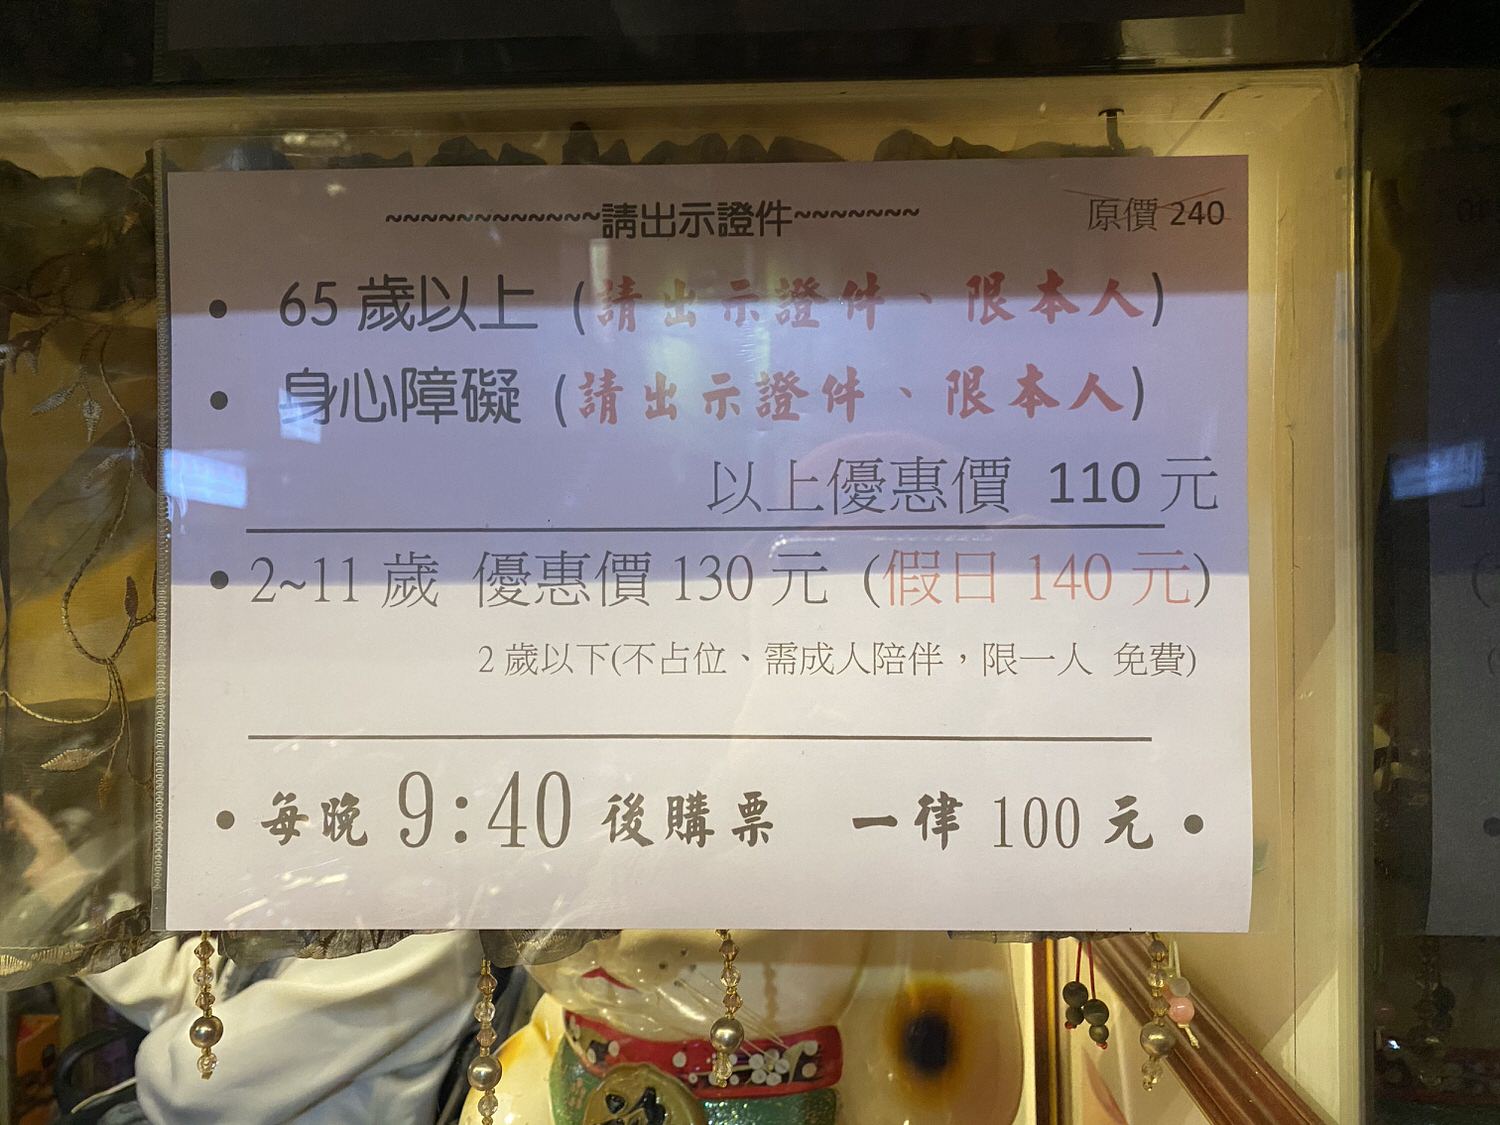 ~~~~~~~~~~~~請出示證件~~~~~~~
原價 240
• 65 歲以上 (請出示證件、限本人)
• 身心障礙 (請出示證件、限本人)
以上優惠價 110 元
•2~11 歲 優惠價 130 元 (假日 140 元)
2 歲以下(不占位、需成人陪伴，限一人 免費)
•每晚 9:40 後購票 一律 100 元•